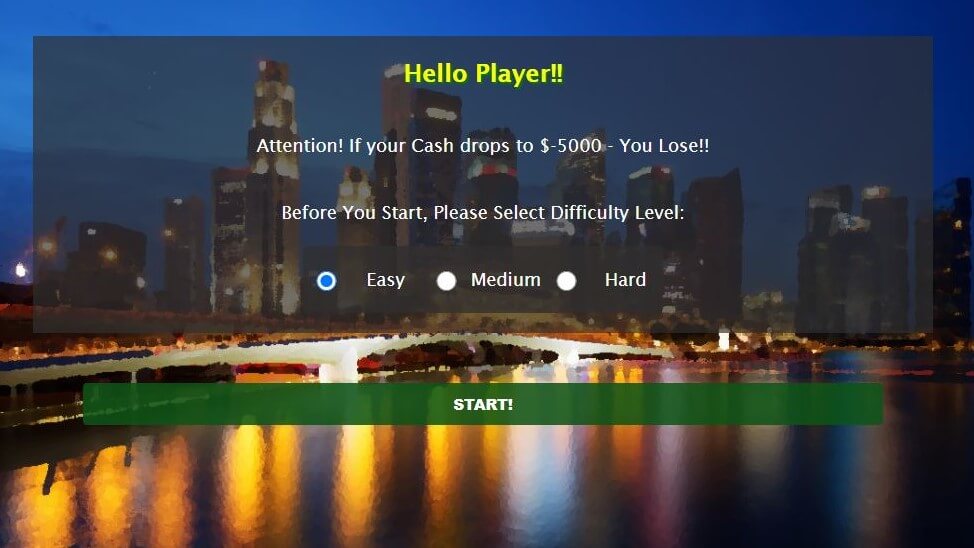 Hello Player!!
Attention! If your Cash drops to $-5000 - You Lose!!
Before You Start, Please Select Difficulty Level:
Easy Medium Hard
START!